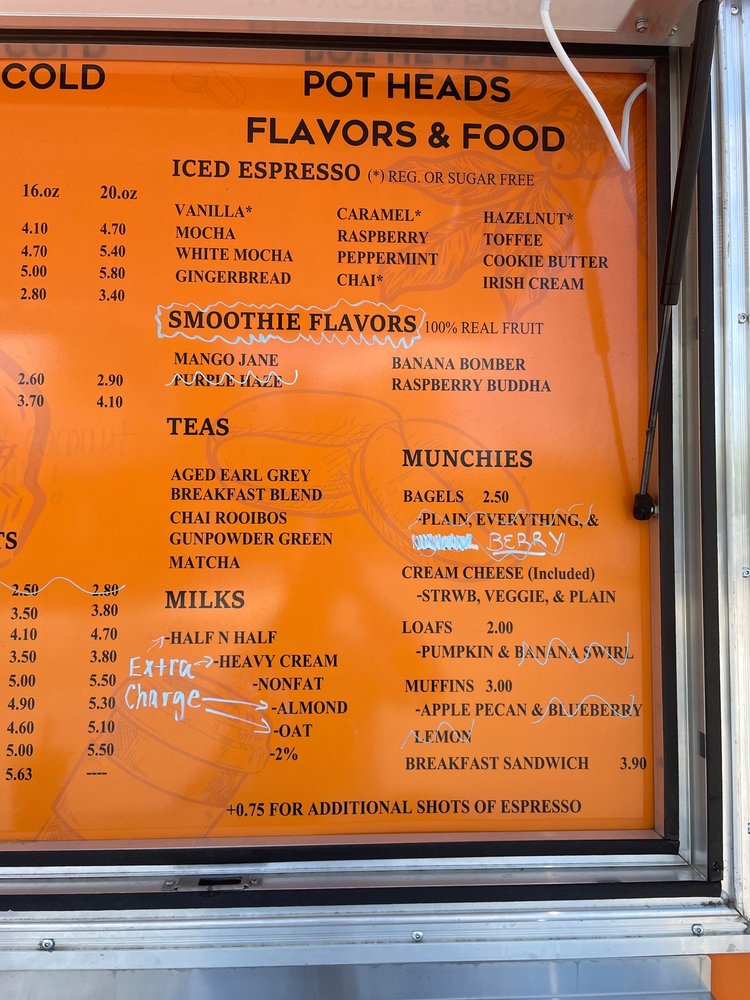 COLD
16.oz 20.oz
4.10 4.70
4.70 5.40
5.00 5.80
2.80 3.40
2.60 2.90
3.70 4.10
TS
2.50 2.80
3.50 3.80
4.10 4.70
3.50 3.80
5.00 5.50
4.90 5.30
4.60 5.10
5.00 5.50
5.63 ----
POT HEADS
FLAVORS & FOOD
ICED ESPRESSO (*) REG. OR SUGAR FREE
VANILLA* CARAMEL* HAZELNUT*
MOCHA RASPBERRY TOFFEE
WHITE MOCHA PEPPERMINT COOKIE BUTTER
GINGERBREAD CHAI* IRISH CREAM
SMOOTHIE FLAVORS 100% REAL FRUIT
MANGO JANE BANANA BOMBER
PURPLE HAZE RASPBERRY BUDDHA
TEAS
AGED EARL GREY
BREAKFAST BLEND
CHAI ROOIBOS
GUNPOWDER GREEN
MATCHA
MILKS
-HALF N HALF
-HEAVY CREAM
-NONFAT
-ALMOND
-OAT
-2%
Extra
Charge
MUNCHIES
BAGELS 2.50
-PLAIN, EVERYTHING, &
BERRY
CREAM CHEESE (Included)
-STRWB, VEGGIE, & PLAIN
LOAFS 2.00
-PUMPKIN & BANANA SWIRL
MUFFINS 3.00
-APPLE PECAN & BLUEBERRY
LEMON
BREAKFAST SANDWICH 3.90
+0.75 FOR ADDITIONAL SHOTS OF ESPRESSO